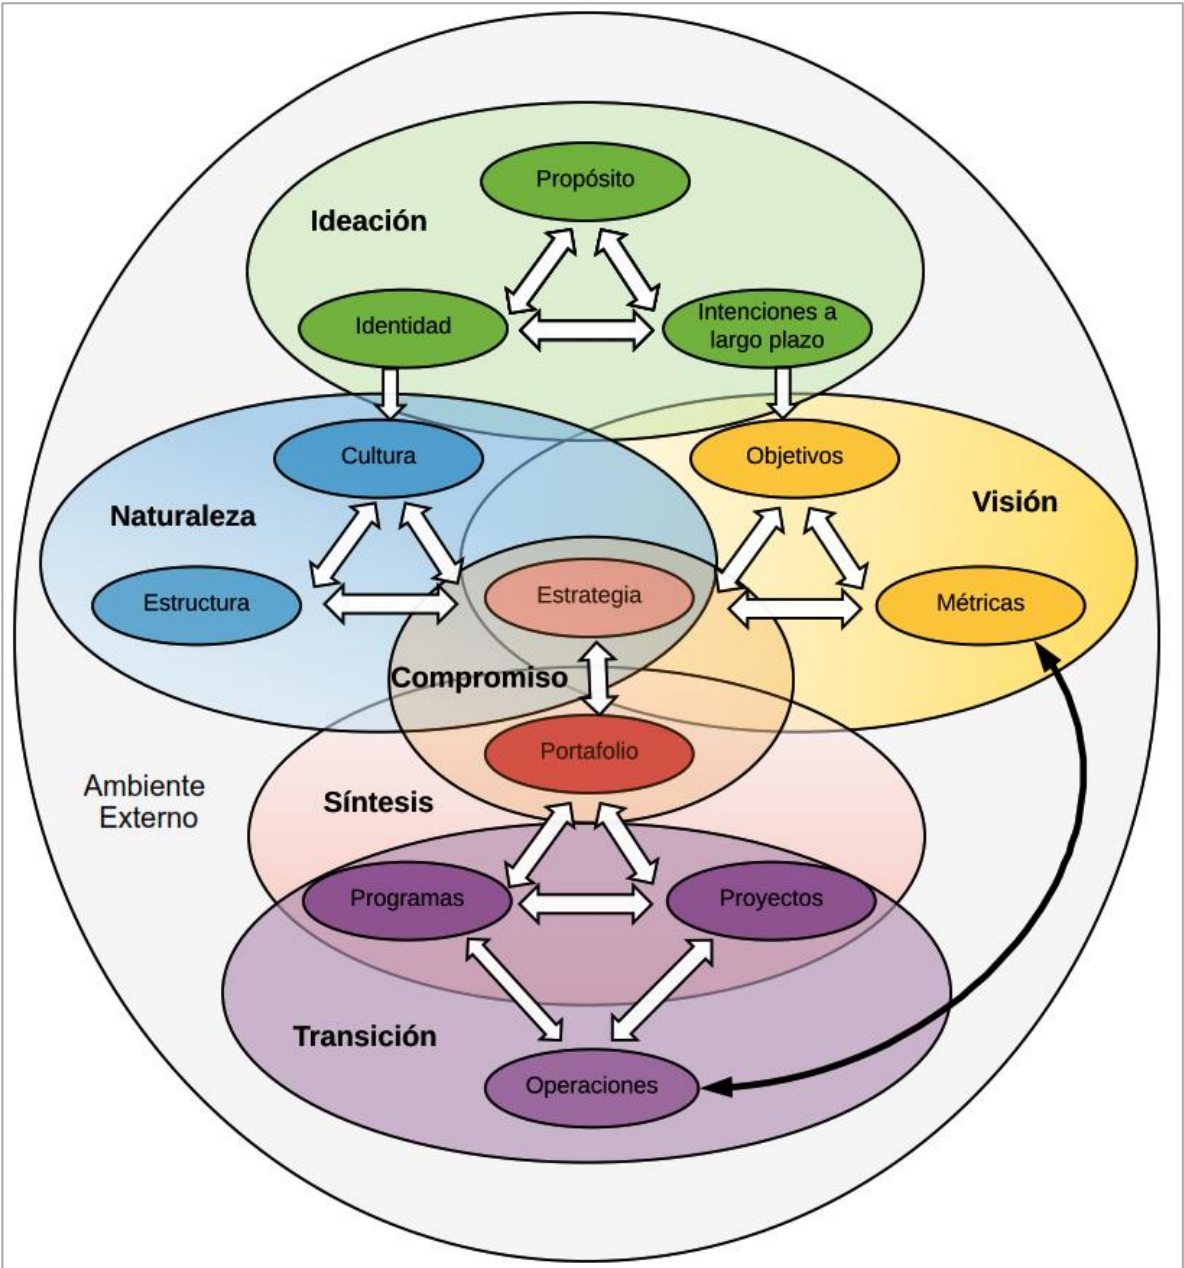 Propósito
Ideación
Identidad
Intenciones a
largo plazo
Cultura
Objetivos
Naturaleza
Visión
Estructura
Estrategia
Métricas
Compromiso
Portafolio
Ambiente
Externo
Síntesis
Programas
Proyectos
Transición
Operaciones